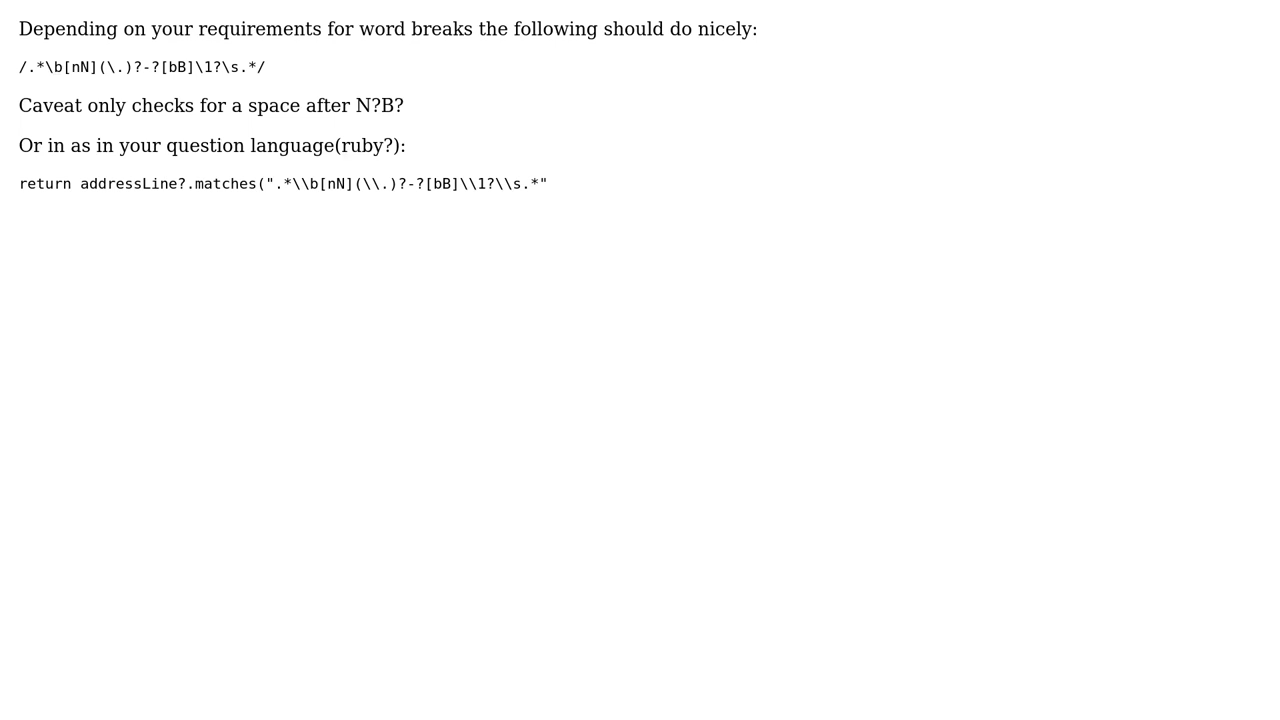 Depending on your requirements for word breaks the following should do nicely:
/.*\b[nN](\.)?-?[bB]\1?\s.*/
Caveat only checks for a space after N?B?
Or in as in your question language(ruby?):
return addressLine?.matches(".*\\b[nN](\\.)?-?[bB]\\1?\\s.*"